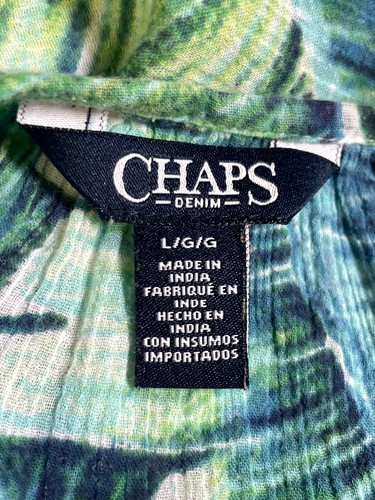 CHAPS
DENIM
L/G/G
MADE IN
INDIA
FABRIQUÉ EN
INDE
HECHO EN
INDIA
CON INSUMOS
IMPORTADOS